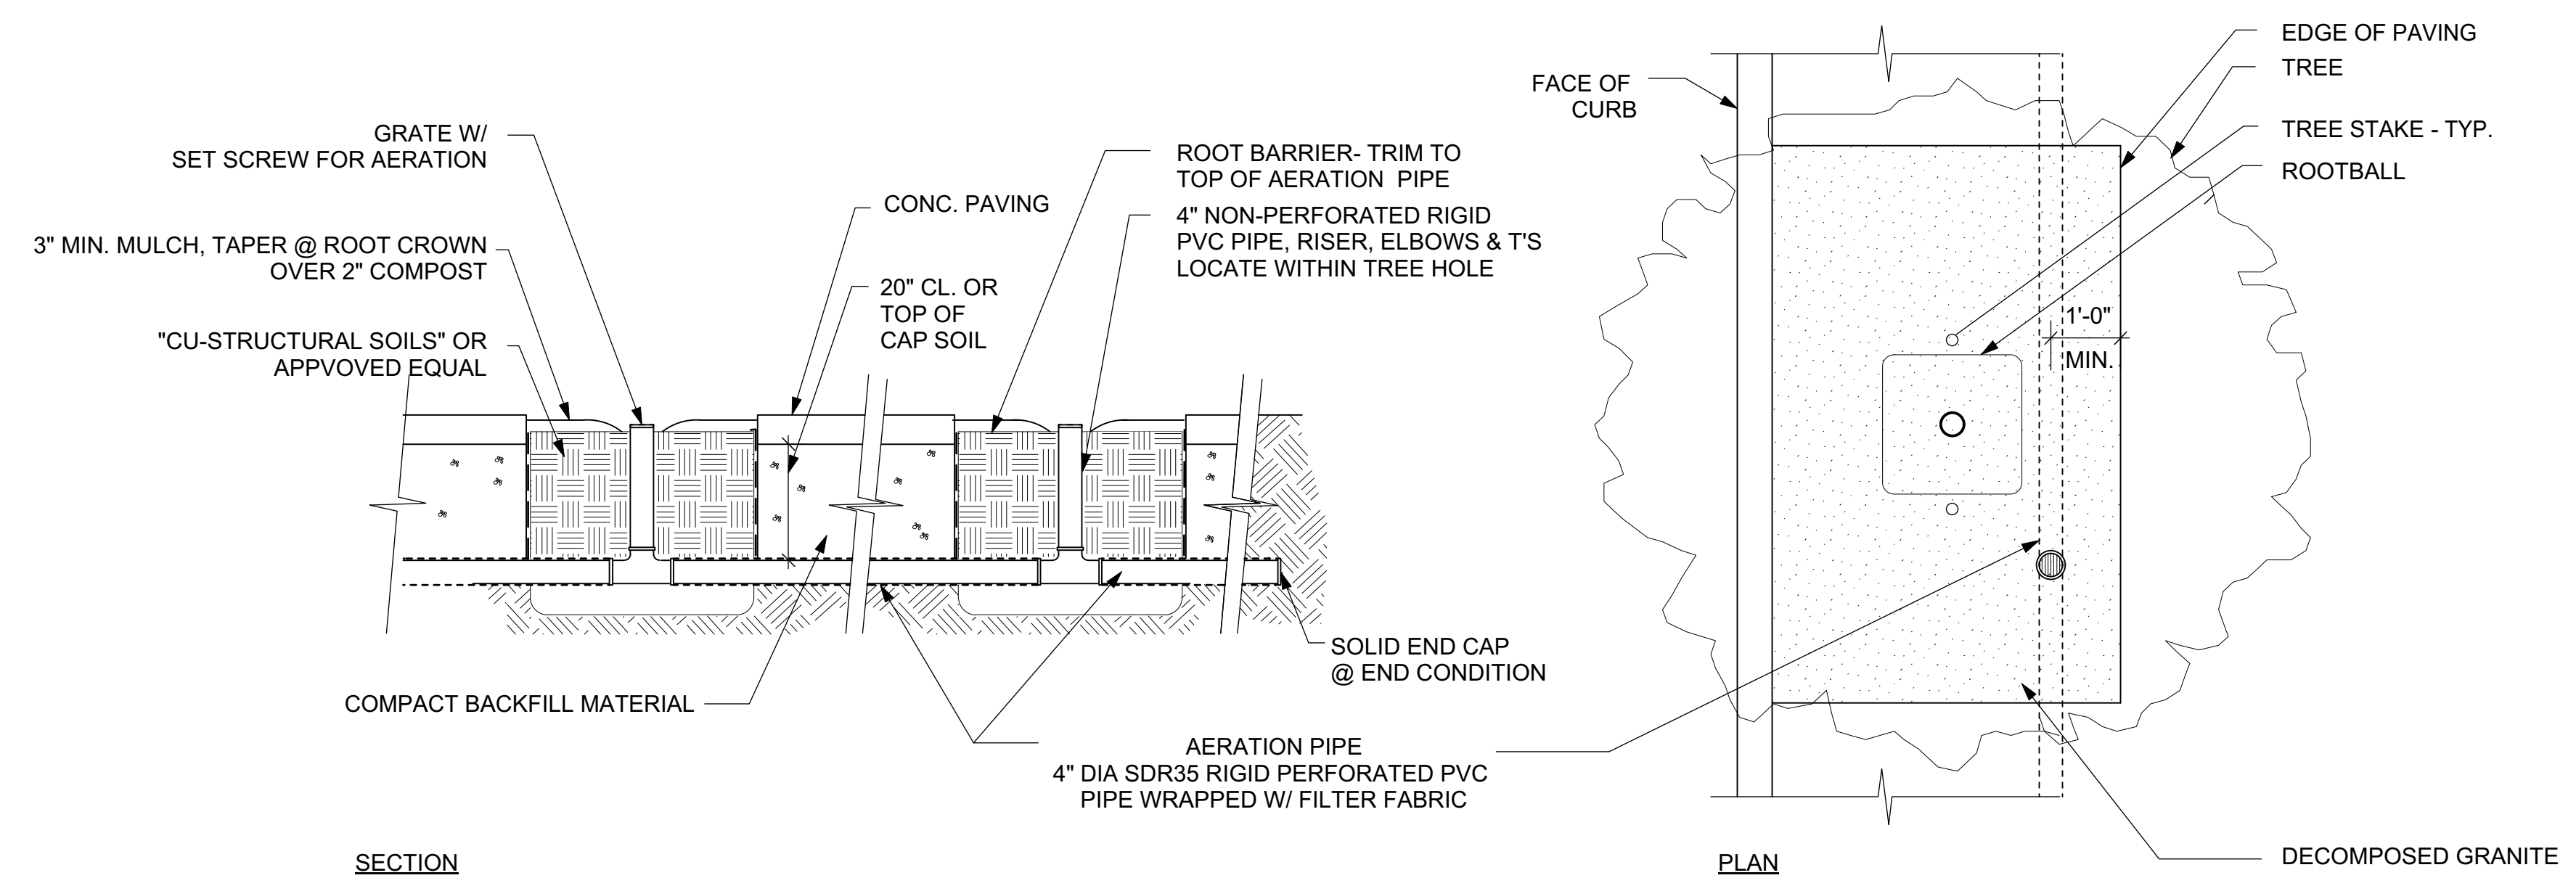 GRATE W/
SET SCREW FOR AERATION
3" MIN. MULCH, TAPER @ ROOT CROWN
OVER 2" COMPOST
"CU-STRUCTURAL SOILS" OR
APPVOVED EQUAL
CONC. PAVING
20" CL. OR
TOP OF
CAP SOIL
ROOT BARRIER- TRIM TO
TOP OF AERATION PIPE
4" NON-PERFORATED RIGID
PVC PIPE, RISER, ELBOWS & T'S
LOCATE WITHIN TREE HOLE
COMPACT BACKFILL MATERIAL
SOLID END CAP
@ END CONDITION
AERATION PIPE
4" DIA SDR35 RIGID PERFORATED PVC
PIPE WRAPPED W/ FILTER FABRIC
SECTION
FACE OF
CURB
EDGE OF PAVING
TREE
TREE STAKE - TYP.
ROOTBALL
1'-0"
MIN.
DECOMPOSED GRANITE
PLAN